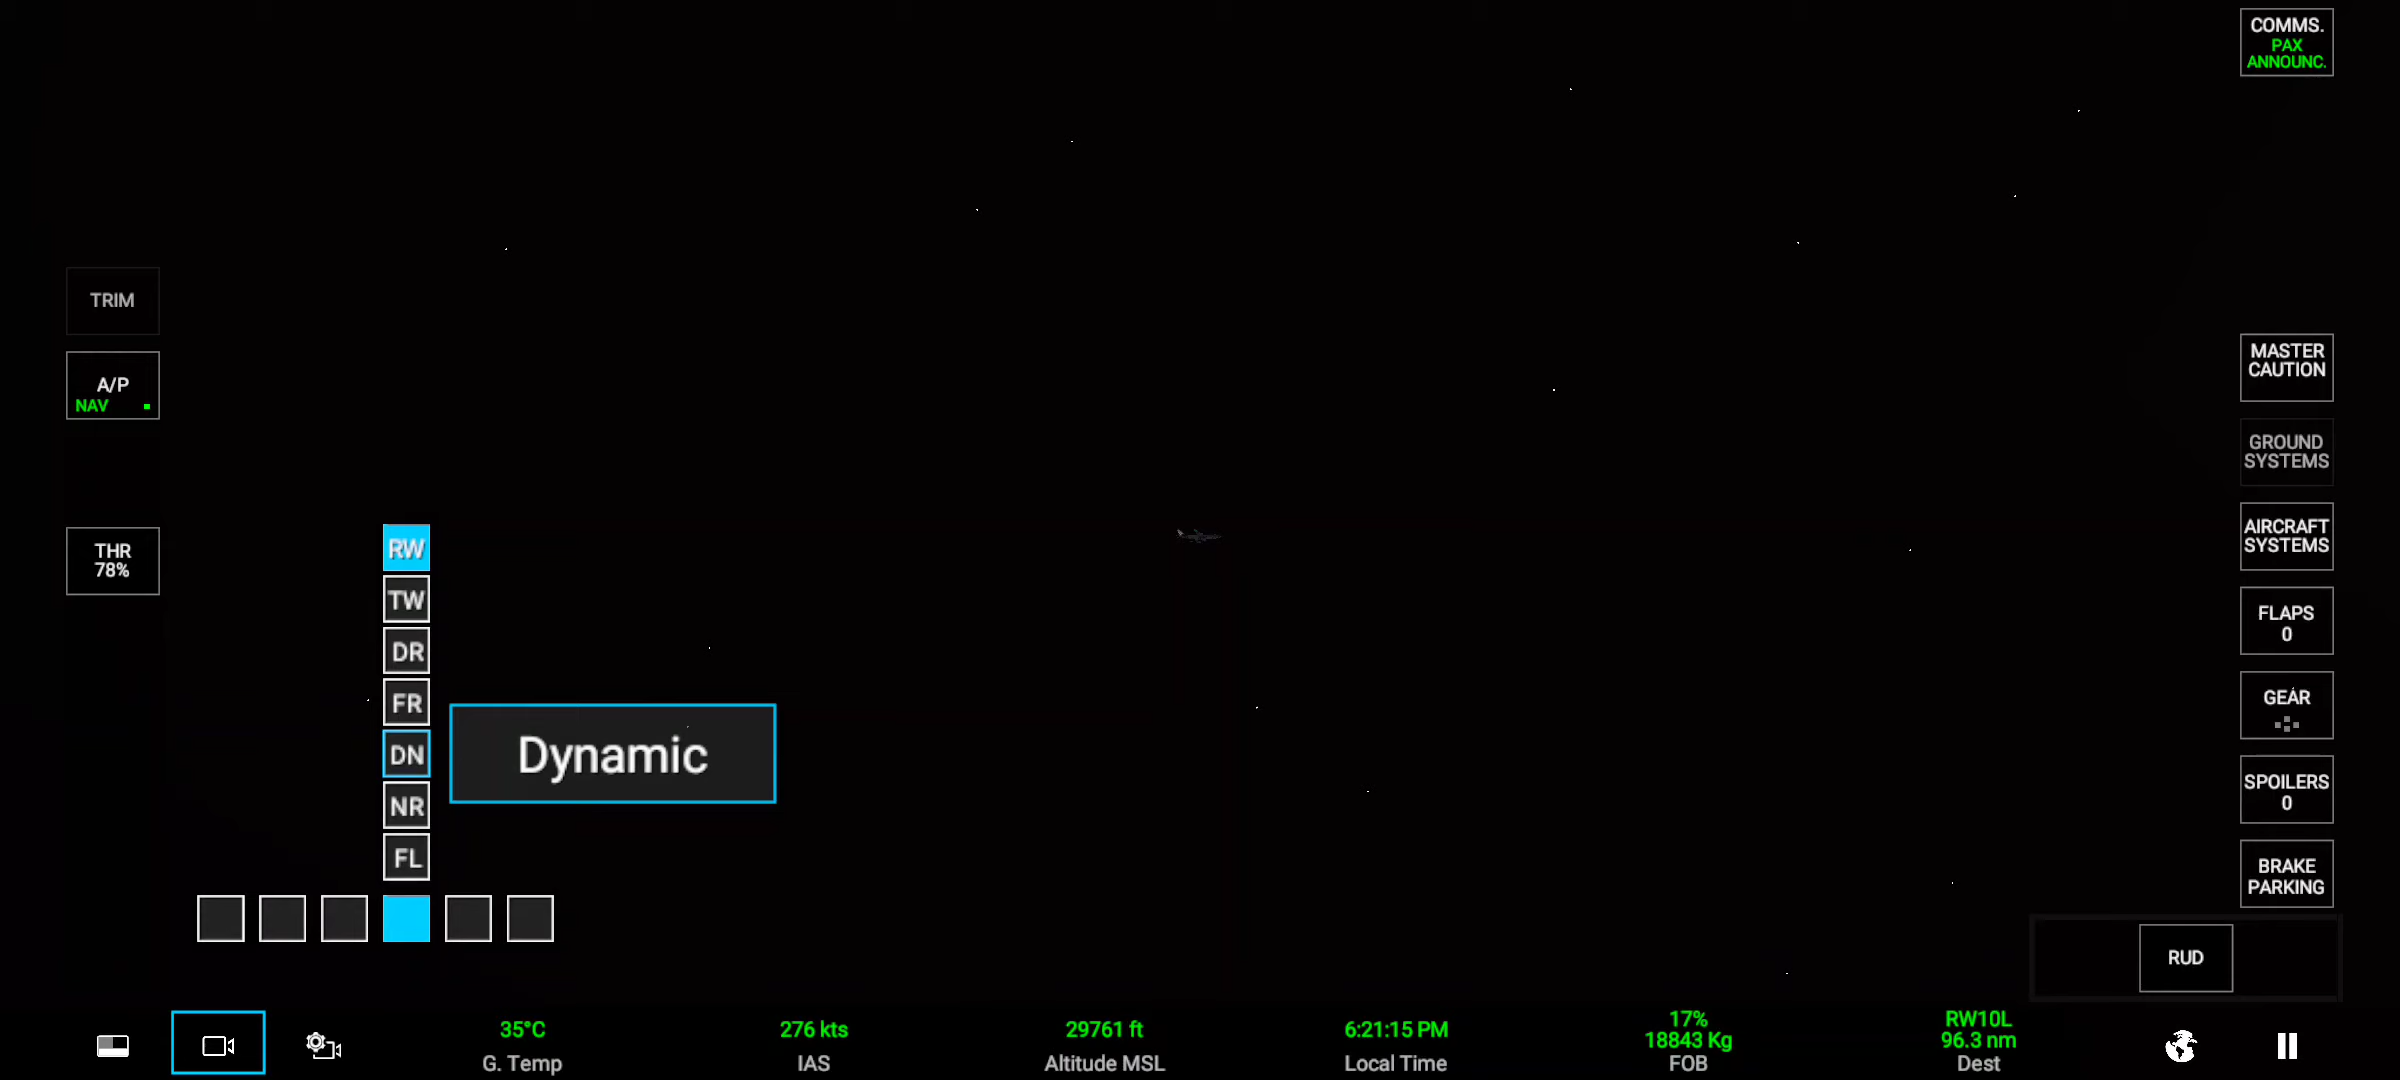 COMMS.
PAX
ANNOUNC.
TRIM
A/P
NAV
THR
78%
MASTER
CAUTION
GROUND
SYSTEMS
AIRCRAFT
SYSTEMS
FLAPS
0
GEAR
SPOILERS
0
BRAKE
PARKING
RUD
RW
TW
DR
FR
DN
Dynamic
NR
FL
35°C
G. Temp
276 kts
IAS
29761 ft
Altitude MSL
6:21:15 PM
Local Time
17%
18843 Kg
FOB
RW10L
96.3 nm
Dest